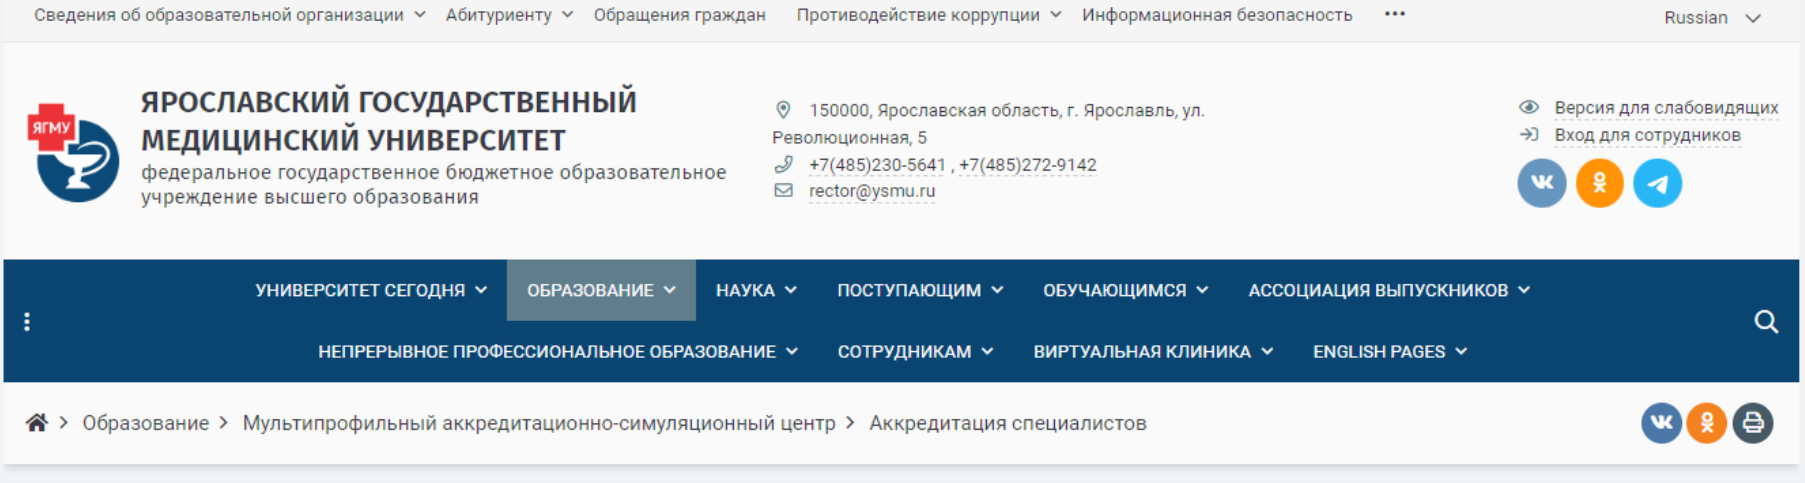 Сведения об образовательной организации Абитуриенту Обращения граждан Противодействие коррупции Информационная безопасность ••• Russian
ЯГМУ
ЯРОСЛАВСКИЙ ГОСУДАРСТВЕННЫЙ
МЕДИЦИНСКИЙ УНИВЕРСИТЕТ
федеральное государственное бюджетное образовательное
учреждение высшего образования
150000, Ярославская область, г. Ярославль, ул.
Революционная, 5
+7(485)230-5641 , +7(485)272-9142
rector@ysmu.ru
Версия для слабовидящих
Вход для сотрудников
УНИВЕРСИТЕТ СЕГОДНЯ ОБРАЗОВАНИЕ НАУКА ПОСТУПАЮЩИМ ОБУЧАЮЩИМСЯ АССОЦИАЦИЯ ВЫПУСКНИКОВ
НЕПРЕРЫВНОЕ ПРОФЕССИОНАЛЬНОЕ ОБРАЗОВАНИЕ СОТРУДНИКАМ ВИРТУАЛЬНАЯ КЛИНИКА ENGLISH PAGES
> Образование > Мультипрофильный аккредитационно-симуляционный центр > Аккредитация специалистов